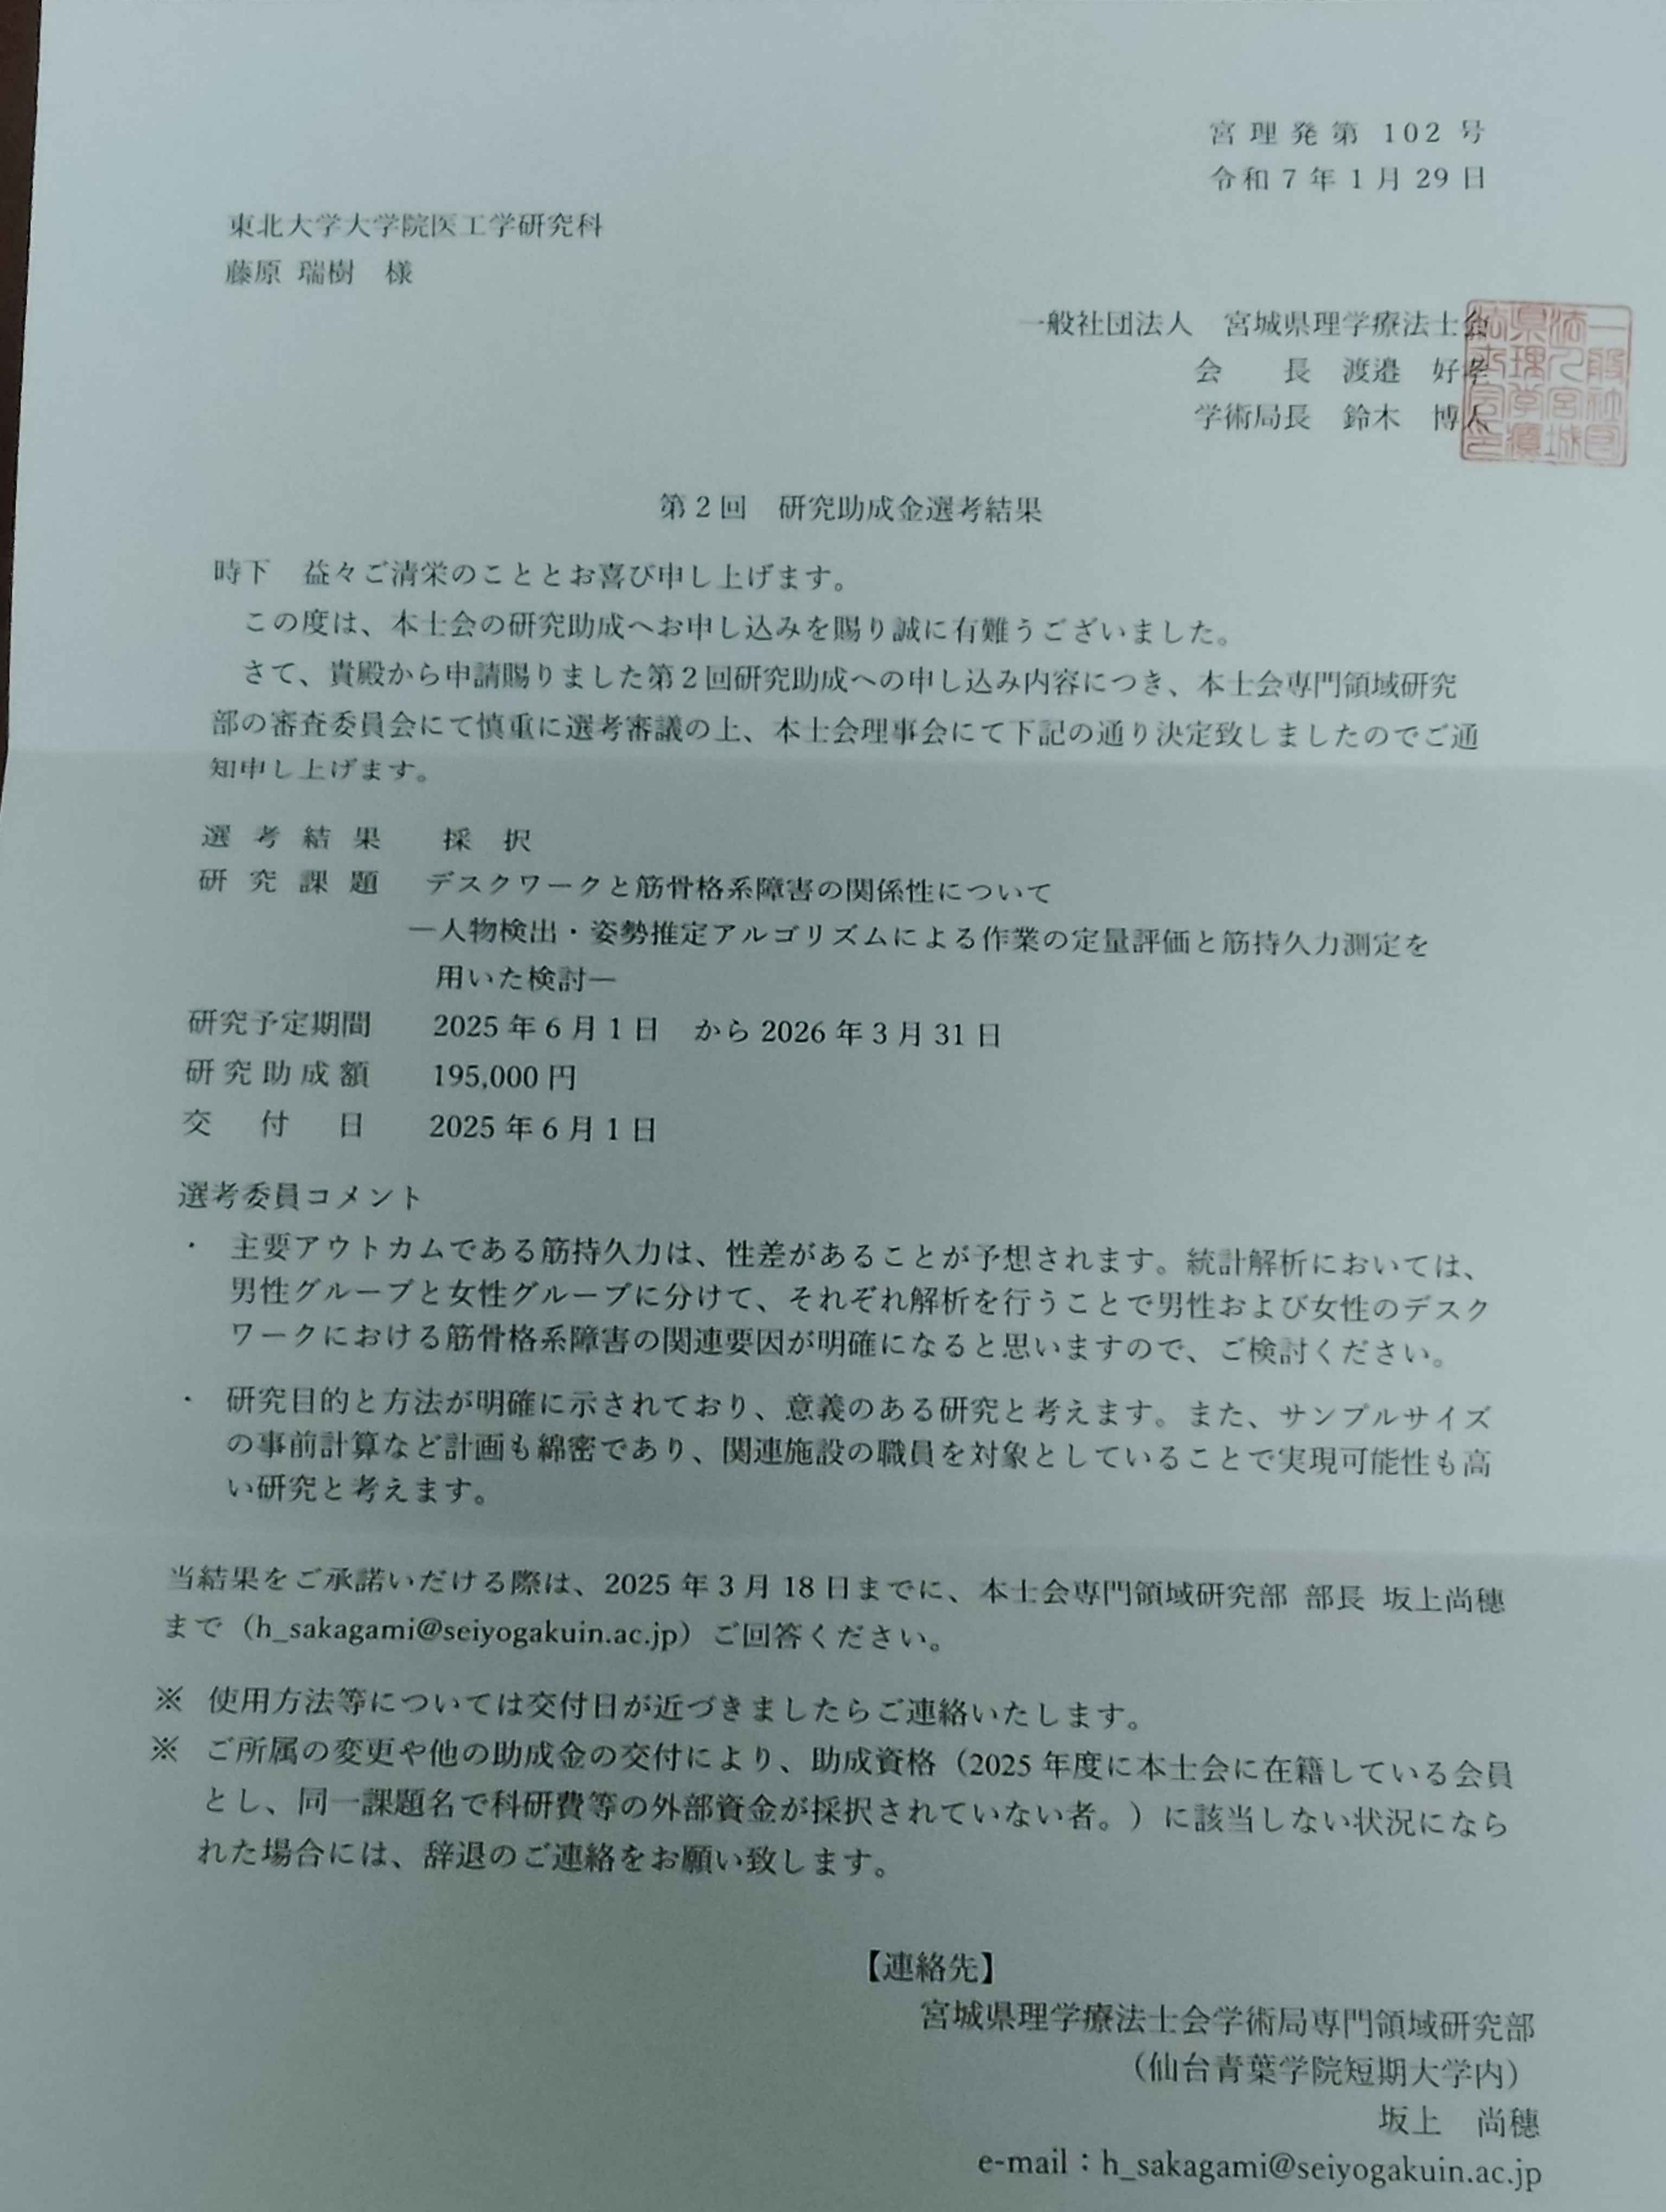 宮理発第 102 号
令和7年1月29日
東北大学大学院医工学研究科
藤原 瑞樹 様
一般社団法人 宮城県理学療法士会
会 長 渡邉 好孝
学術局長 鈴木 博人
第2回 研究助成金選考結果
時下 益々ご清栄のこととお喜び申し上げます。
この度は、本士会の研究助成へお申し込みを賜り誠に有難うございました。
さて、貴殿から申請賜りました第2回研究助成への申し込み内容につき、本士会専門領域研究
部の審査委員会にて慎重に選考審議の上、本士会理事会にて下記の通り決定致しましたのでご通
知申し上げます。
選考結果 採 択
研究課題 デスクワークと筋骨格系障害の関係性について
―人物検出・姿勢推定アルゴリズムによる作業の定量評価と筋持久力測定を
用いた検討―
研究予定期間 2025年6月1日 から2026年3月31日
研究助成額 195,000円
交付日 2025年6月1日
選考委員コメント
・ 主要アウトカムである筋持久力は、性差があることが予想されます。統計解析においては、
男性グループと女性グループに分けて、それぞれ解析を行うことで男性および女性のデスク
ワークにおける筋骨格系障害の関連要因が明確になると思いますので、ご検討ください。
・ 研究目的と方法が明確に示されており、意義のある研究と考えます。また、サンプルサイズ
の事前計算など計画も綿密であり、関連施設の職員を対象としていることで実現可能性も高
い研究と考えます。
当結果をご承諾いだける際は、2025年3月18日までに、本士会専門領域研究部 部長 坂上尚穂
まで（h_sakagami@seiyogakuin.ac.jp）ご回答ください。
※ 使用方法等については交付日が近づきましたらご連絡いたします。
※ ご所属の変更や他の助成金の交付により、助成資格（2025年度に本士会に在籍している会員
とし、同一課題名で科研費等の外部資金が採択されていない者。）に該当しない状況になら
れた場合には、辞退のご連絡をお願い致します。
【連絡先】
宮城県理学療法士会学術局専門領域研究部
（仙台青葉学院短期大学内）
坂上 尚穂
e-mail：h_sakagami@seiyogakuin.ac.jp